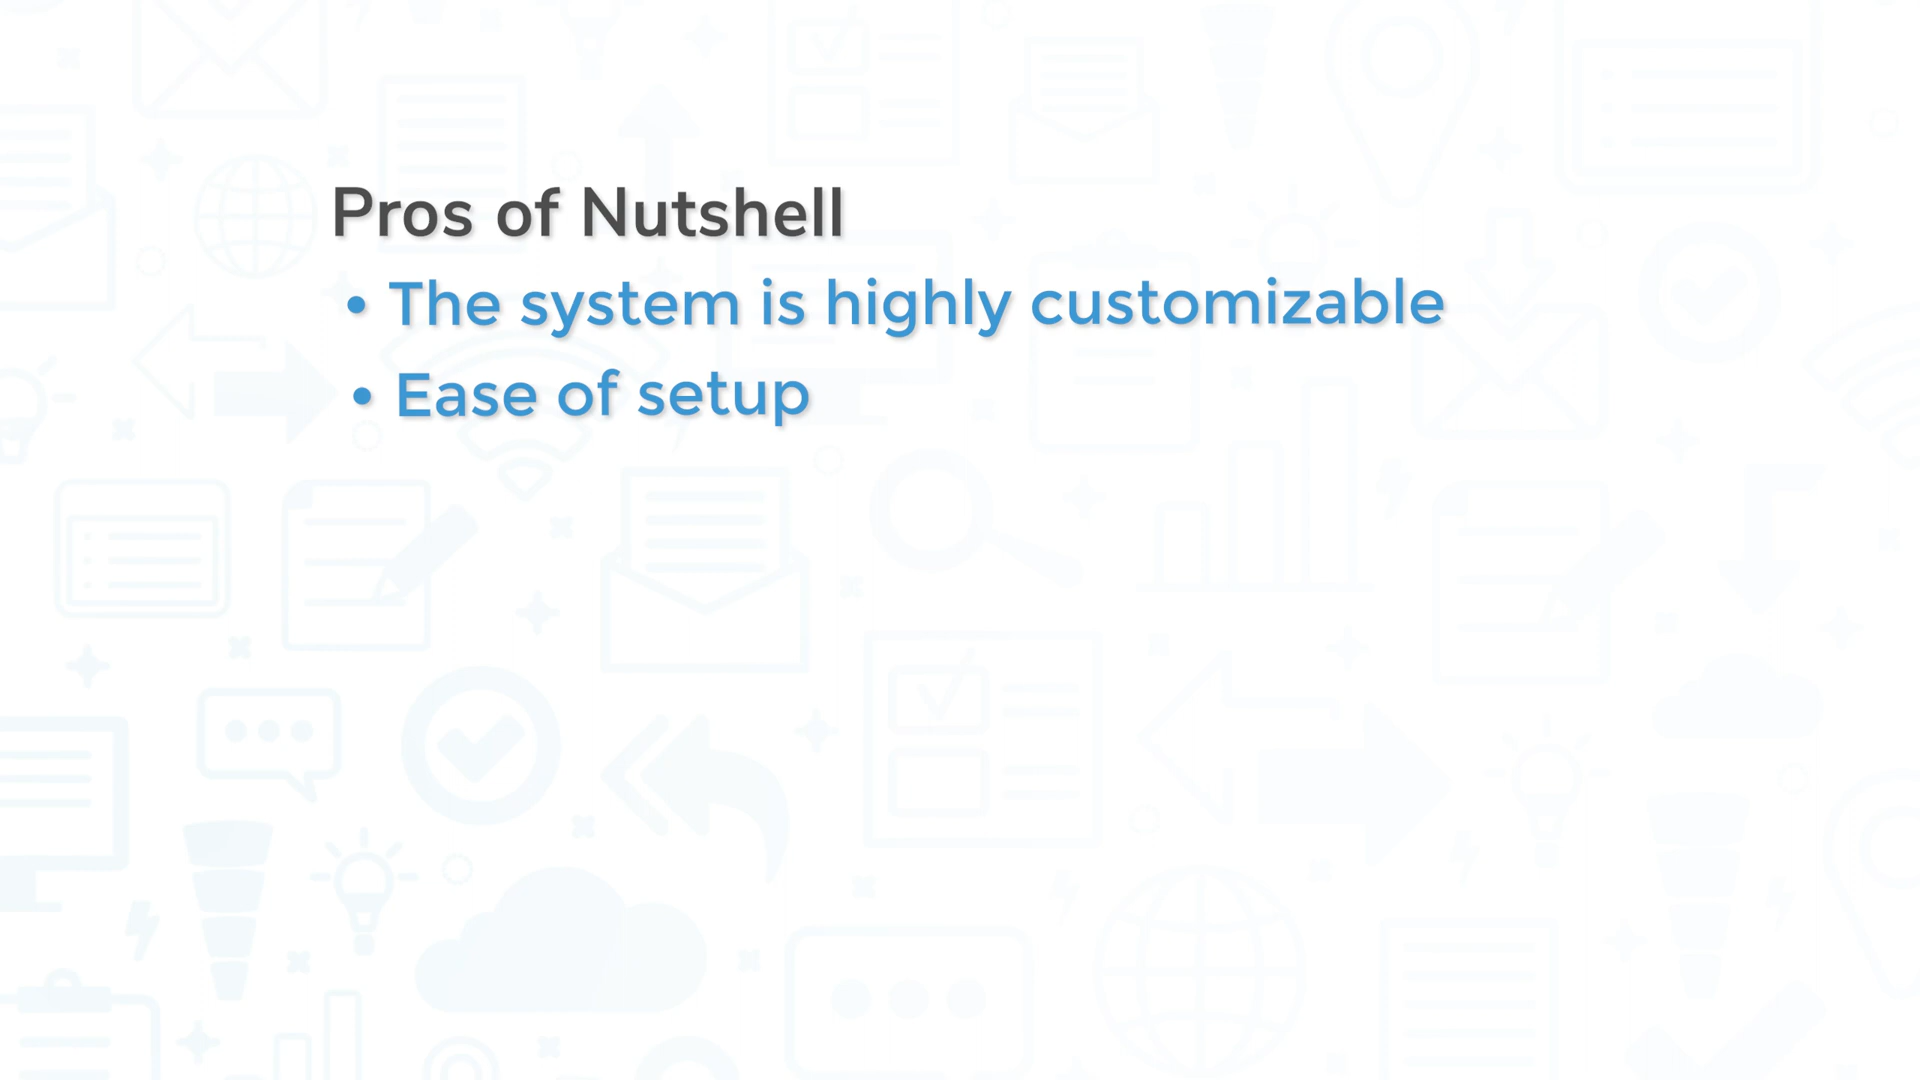 Pros of Nutshell
• The system is highly customizable
• Ease of setup